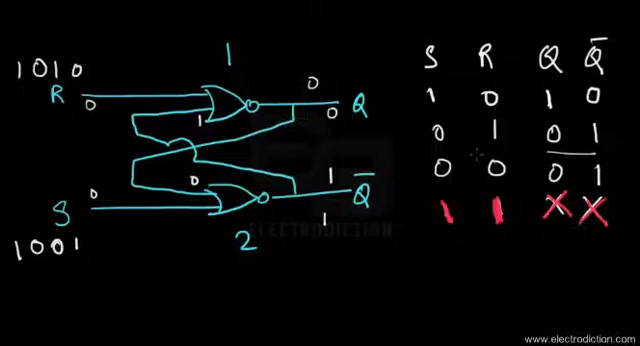 1
S R Q Q̅
1010
R
0
1
0
0
Q
1 0 1 0
0 1 0 1
0 0 0 1
1 1 X X
0
0
1
1
Q̅
S
2
1001
ELECTRODICTION
www.electrodiction.com